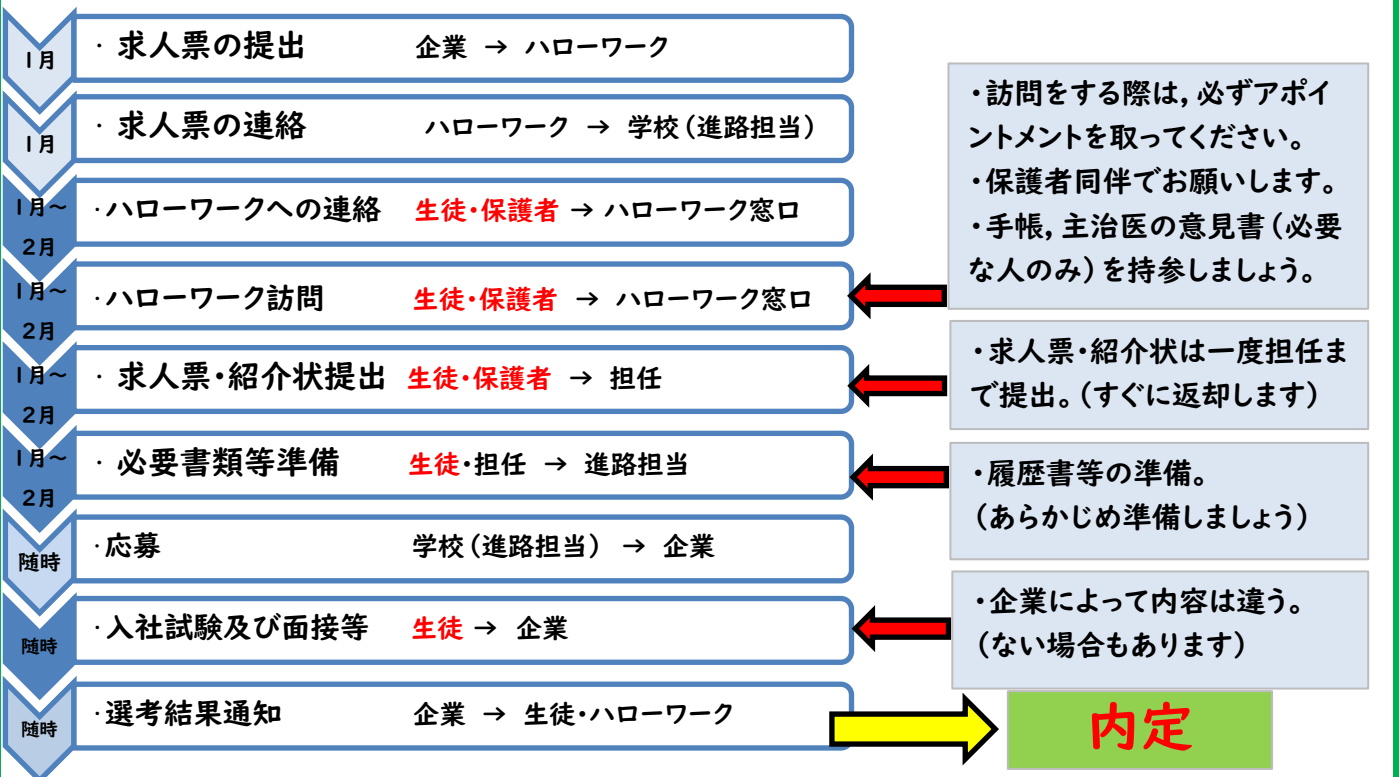 1月
・求人票の提出 企業 → ハローワーク
1月
・求人票の連絡 ハローワーク → 学校(進路担当)
1月～
2月
・ハローワークへの連絡 生徒・保護者 → ハローワーク窓口
1月～
2月
・ハローワーク訪問 生徒・保護者 → ハローワーク窓口
・訪問をする際は,必ずアポイ
ントメントを取ってください。
・保護者同伴でお願いします。
・手帳,主治医の意見書(必要
な人のみ)を持参しましょう。
1月～
2月
・求人票・紹介状提出 生徒・保護者 → 担任
・求人票・紹介状は一度担任ま
で提出。(すぐに返却します)
1月～
2月
・必要書類等準備 生徒・担任 → 進路担当
・履歴書等の準備。
(あらかじめ準備しましょう)
随時
・応募 学校(進路担当) → 企業
随時
・入社試験及び面接等 生徒 → 企業
・企業によって内容は違う。
(ない場合もあります)
随時
・選考結果通知 企業 → 生徒・ハローワーク
内定